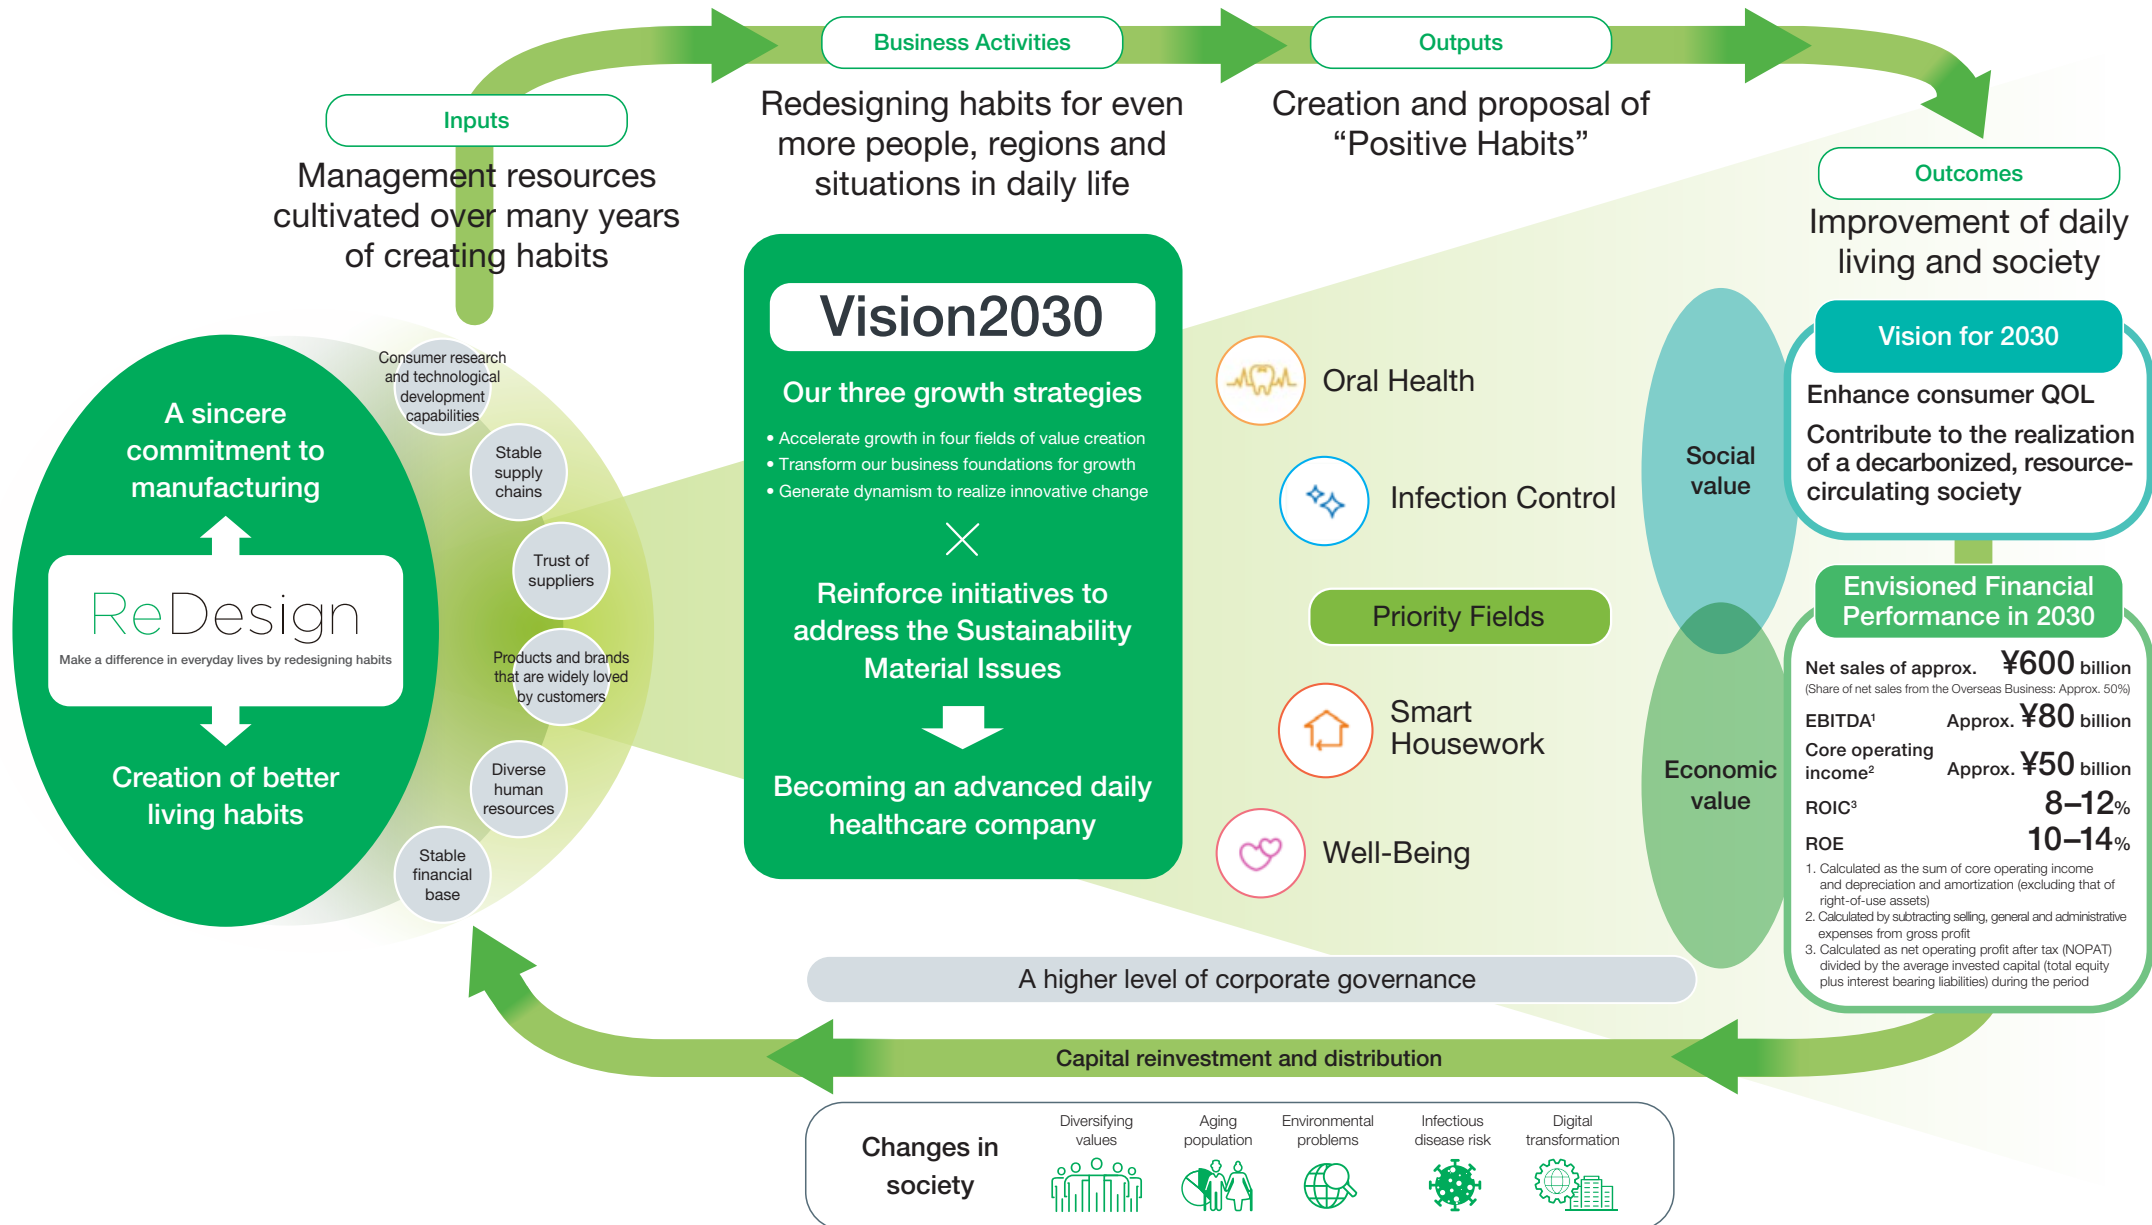 Inputs
Management resources
cultivated over many years
of creating habits
Business Activities
Redesigning habits for even
more people, regions and
situations in daily life
Outputs
Creation and proposal of
“Positive Habits”
Outcomes
Improvement of daily
living and society
A sincere
commitment to
manufacturing
ReDesign
Make a difference in everyday lives by redesigning habits
Creation of better
living habits
Consumer research
and technological
development
capabilities
Stable
supply
chains
Trust of
suppliers
Products and brands
that are widely loved
by customers
Diverse
human
resources
Stable
financial
base
Vision2030
Our three growth strategies
• Accelerate growth in four fields of value creation
• Transform our business foundations for growth
• Generate dynamism to realize innovative change
×
Reinforce initiatives to
address the Sustainability
Material Issues
Becoming an advanced daily
healthcare company
Oral Health
Infection Control
Priority Fields
Smart
Housework
Well-Being
Social
value
Economic
value
Vision for 2030
Enhance consumer QOL
Contribute to the realization
of a decarbonized, resource-
circulating society
Envisioned Financial
Performance in 2030
Net sales of approx. ¥600 billion
(Share of net sales from the Overseas Business: Approx. 50%)
EBITDA¹ Approx. ¥80 billion
Core operating
income² Approx. ¥50 billion
ROIC³ 8–12%
ROE 10–14%
1. Calculated as the sum of core operating income
and depreciation and amortization (excluding that of
right-of-use assets)
2. Calculated by subtracting selling, general and administrative
expenses from gross profit
3. Calculated as net operating profit after tax (NOPAT)
divided by the average invested capital (total equity
plus interest bearing liabilities) during the period
A higher level of corporate governance
Capital reinvestment and distribution
Changes in
society
Diversifying
values
Aging
population
Environmental
problems
Infectious
disease risk
Digital
transformation